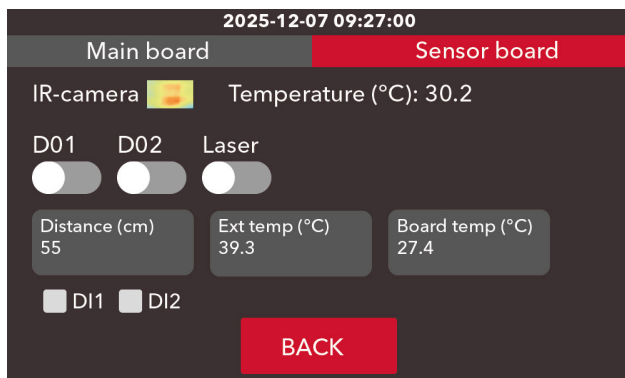 2025-12-07 09:27:00
Main board Sensor board
IR-camera Temperature (°C): 30.2
D01 D02 Laser
Distance (cm) Ext temp (°C) Board temp (°C)
55 39.3 27.4
DI1 DI2
BACK